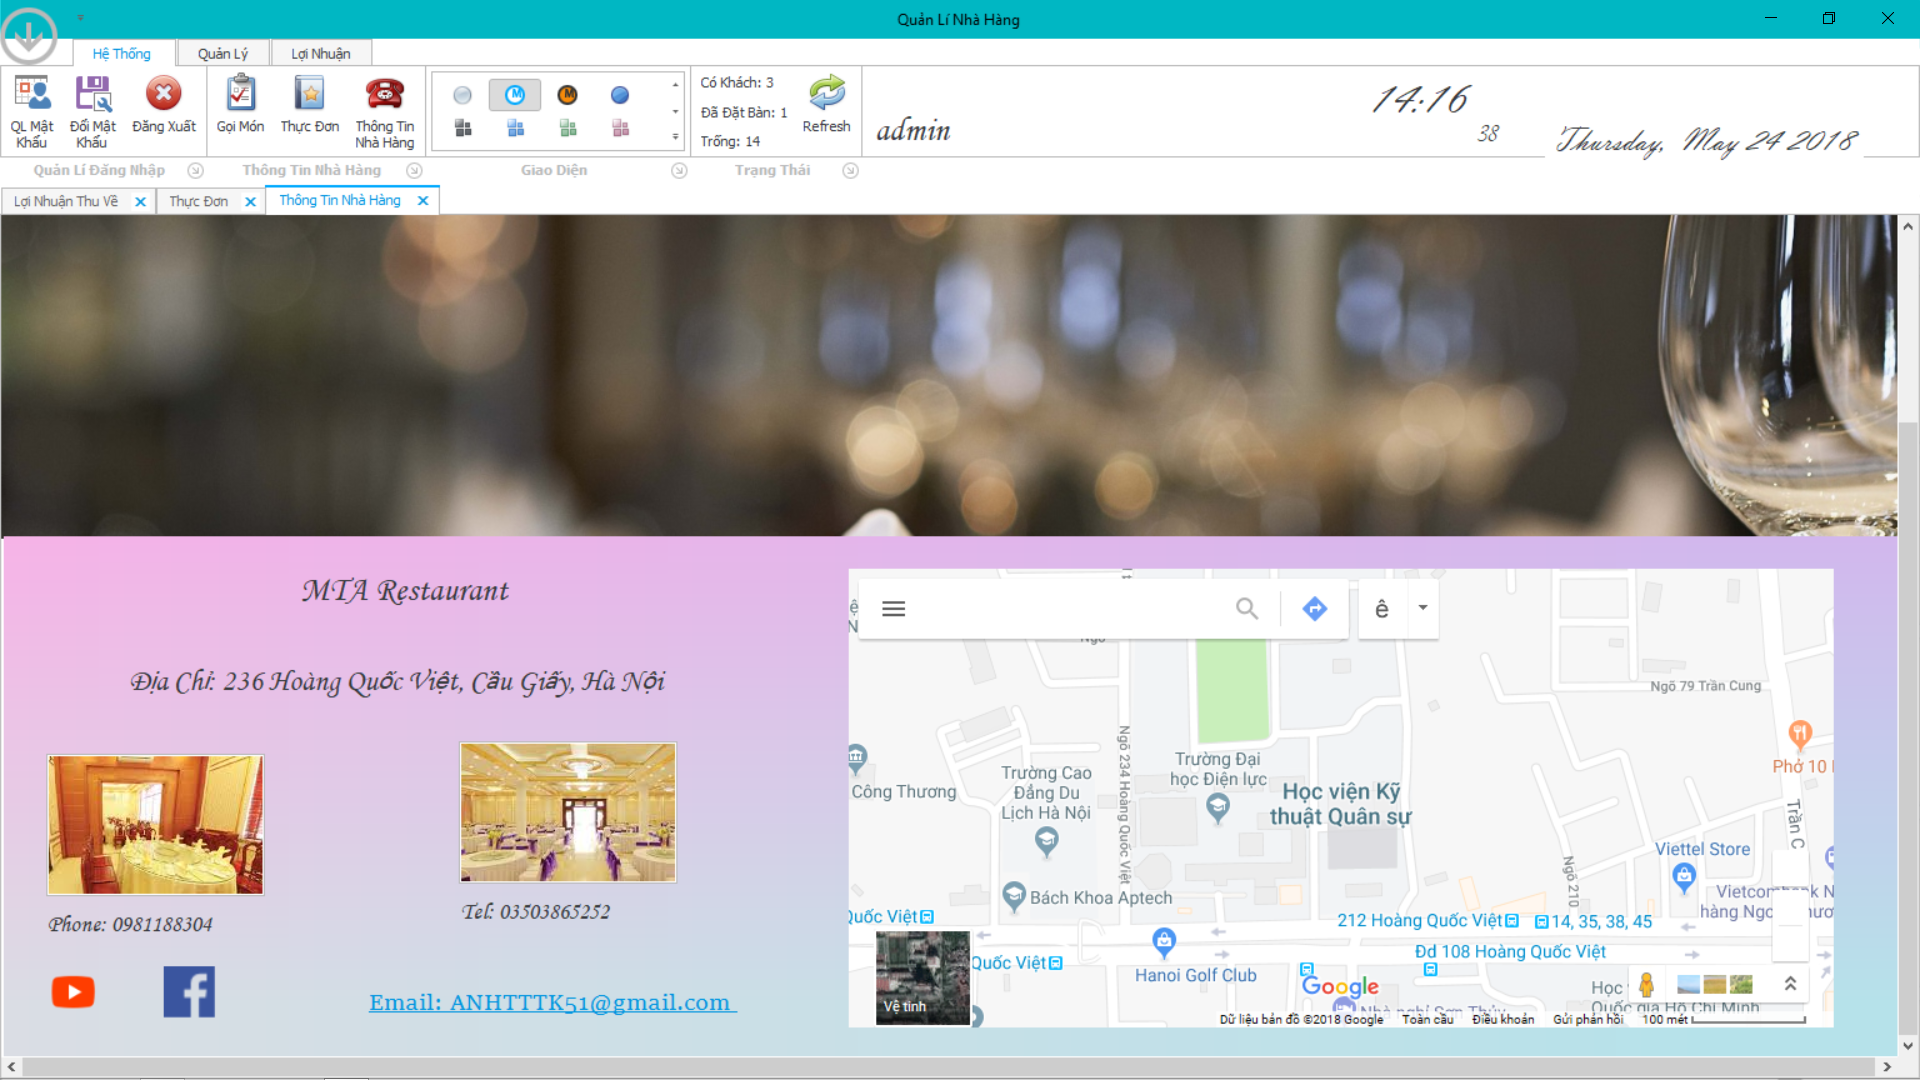 Quản Lí Nhà Hàng
Hệ Thống
Quản Lý
Lợi Nhuận
QL Mật Khẩu
Đổi Mật Khẩu
Đăng Xuất
Gọi Món
Thực Đơn
Thông Tin Nhà Hàng
Có Khách: 3
Đã Đặt Bàn: 1
Trống: 14
Refresh
admin
14:16
38
Thursday, May 24 2018
Quản Lí Đăng Nhập
Thông Tin Nhà Hàng
Giao Diện
Trạng Thái
Lợi Nhuận Thu Về
Thực Đơn
Thông Tin Nhà Hàng
MTA Restaurant
Địa Chỉ: 236 Hoàng Quốc Việt, Cầu Giấy, Hà Nội
Phone: 0981188304
Tel: 03503865252
Email: ANHTTTK51@gmail.com
ê
Ngõ
Ngõ 79 Trần Cung
Ngõ 234 Hoàng Quốc Việt
Trường Đại
học Điện lực
Trường Cao
Đẳng Du
Lịch Hà Nội
Công Thương
Học viện Kỹ
thuật Quân sự
Phở 10
Trần C
Viettel Store
Ngõ 210
Bách Khoa Aptech
Quốc Việt
212 Hoàng Quốc Việt
14, 35, 38, 45
Đd 108 Hoàng Quốc Việt
Quốc Việt
Hanoi Golf Club
Google
Học
Quốc gia Hồ Chí Minh
Vệ tinh
Dữ liệu bản đồ ©2018 Google
Toàn cầu
Điều khoản
Gửi phản hồi
100 mét